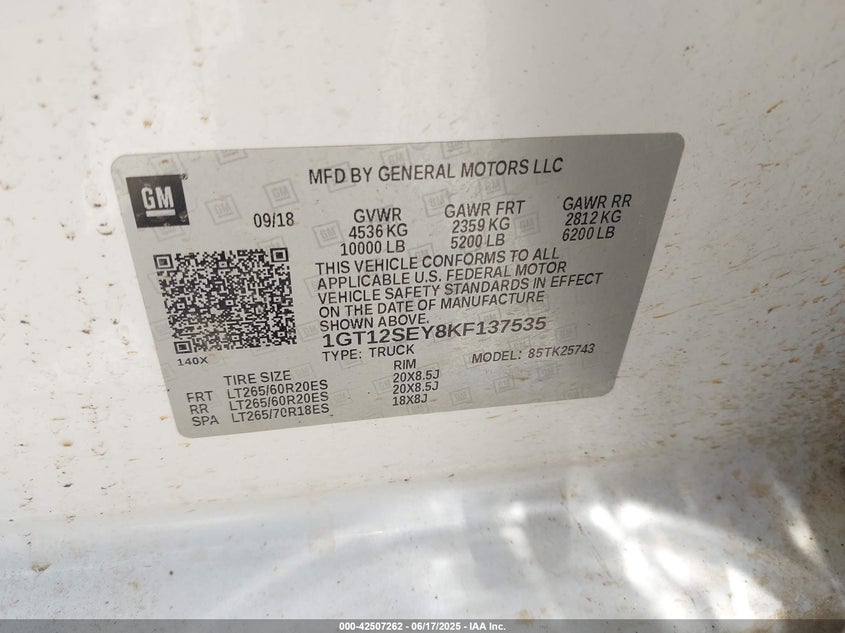 MFD BY GENERAL MOTORS LLC
GM
09/18
GVWR GAWR FRT GAWR RR
4536 KG 2359 KG 2812 KG
10000 LB 5200 LB 6200 LB
THIS VEHICLE CONFORMS TO ALL
APPLICABLE U.S. FEDERAL MOTOR
VEHICLE SAFETY STANDARDS IN EFFECT
ON THE DATE OF MANUFACTURE
SHOWN ABOVE.
1GT12SEY8KF137535
140X
TYPE: TRUCK MODEL: 85TK25743
TIRE SIZE RIM
FRT LT265/60R20ES 20X8.5J
RR LT265/60R20ES 20X8.5J
SPA LT265/70R18ES 18X8J
000-42507262 - 06/17/2025 - IAA Inc.